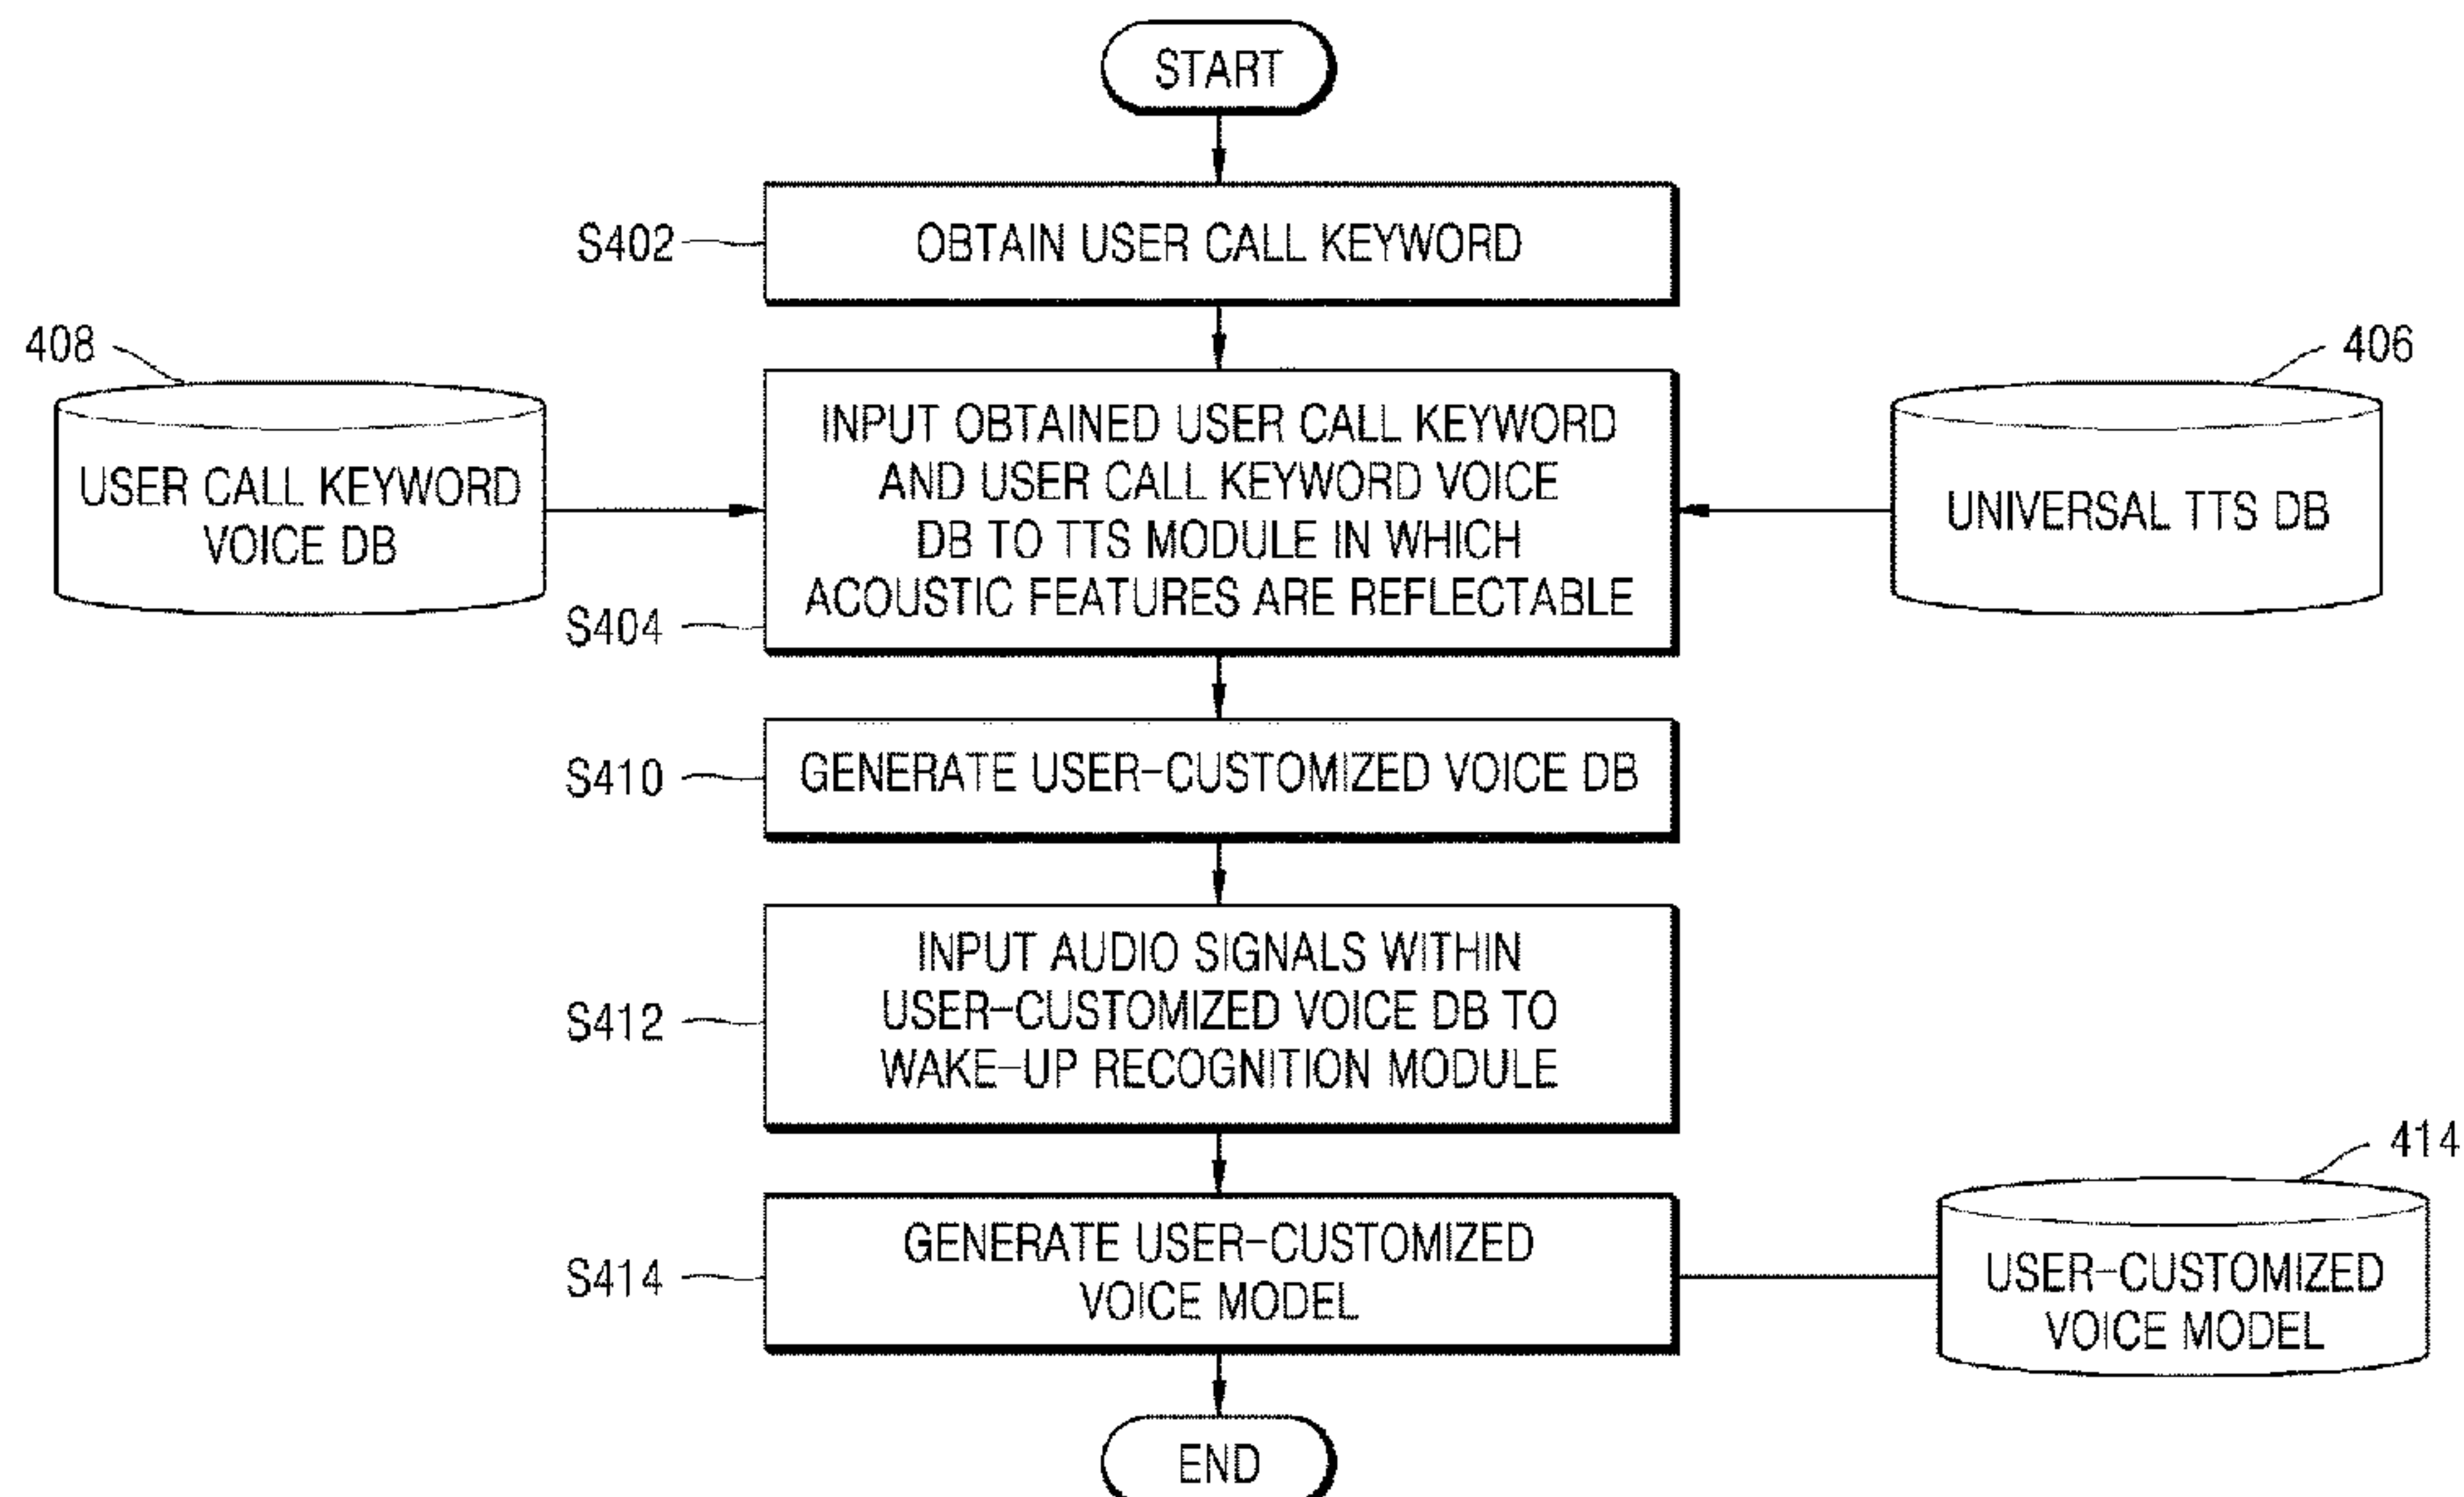 START
S402
OBTAIN USER CALL KEYWORD
408
406
USER CALL KEYWORD
VOICE DB
INPUT OBTAINED USER CALL KEYWORD
AND USER CALL KEYWORD VOICE
DB TO TTS MODULE IN WHICH
ACOUSTIC FEATURES ARE REFLECTABLE
UNIVERSAL TTS DB
S404
S410
GENERATE USER-CUSTOMIZED VOICE DB
S412
INPUT AUDIO SIGNALS WITHIN
USER-CUSTOMIZED VOICE DB TO
WAKE-UP RECOGNITION MODULE
414
S414
GENERATE USER-CUSTOMIZED
VOICE MODEL
USER-CUSTOMIZED
VOICE MODEL
END